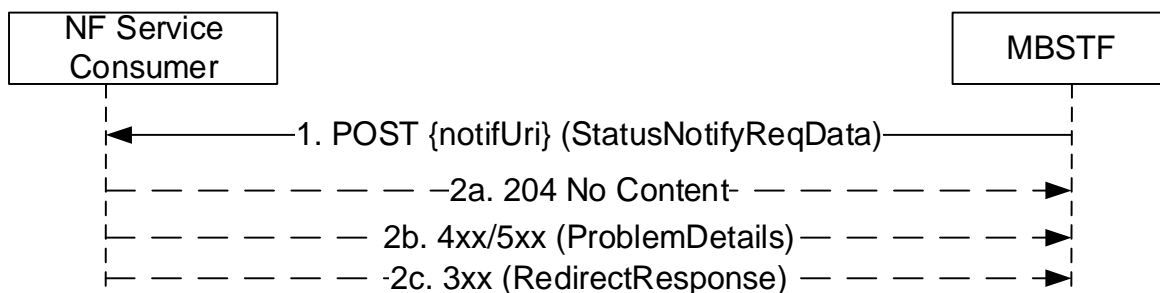 NF Service
Consumer
MBSTF
1. POST {notifUri} (StatusNotifyReqData)
2a. 204 No Content
2b. 4xx/5xx (ProblemDetails)
2c. 3xx (RedirectResponse)